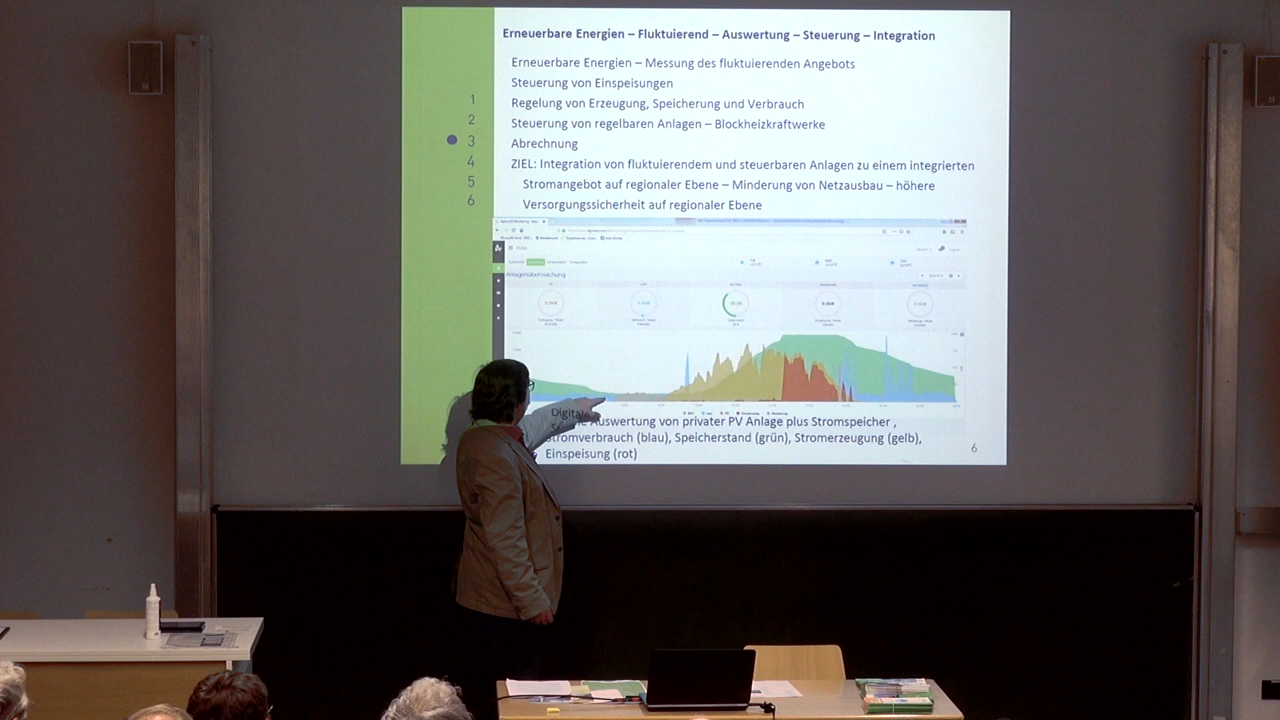 Erneuerbare Energien – Fluktuierend – Auswertung – Steuerung – Integration
Erneuerbare Energien – Messung des fluktuierenden Angebots
Steuerung von Einspeisungen
1
Regelung von Erzeugung, Speicherung und Verbrauch
2
Steuerung von regelbaren Anlagen – Blockheizkraftwerke
3
Abrechnung
4
ZIEL: Integration von fluktuierendem und steuerbaren Anlagen zu einem integrierten
5
Stromangebot auf regionaler Ebene – Minderung von Netzausbau – höhere
6
Versorgungssicherheit auf regionaler Ebene
Anlagenüberwachung
Digitale Auswertung von privater PV Anlage plus Stromspeicher ,
Stromverbrauch (blau), Speicherstand (grün), Stromerzeugung (gelb),
Einspeisung (rot)
6